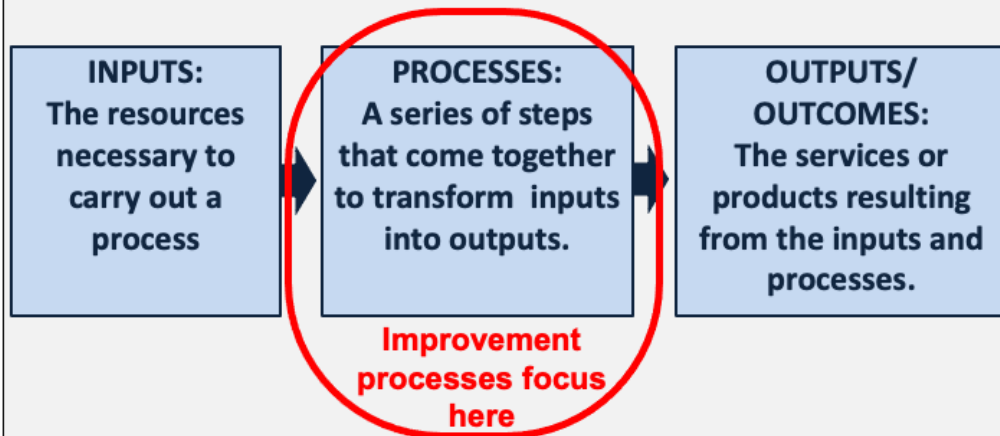 INPUTS:
The resources
necessary to
carry out a
process
PROCESSES:
A series of steps
that come together
to transform  inputs
into outputs.
OUTPUTS/
OUTCOMES:
The services or
products resulting
from the inputs and
processes.
Improvement
processes focus
here